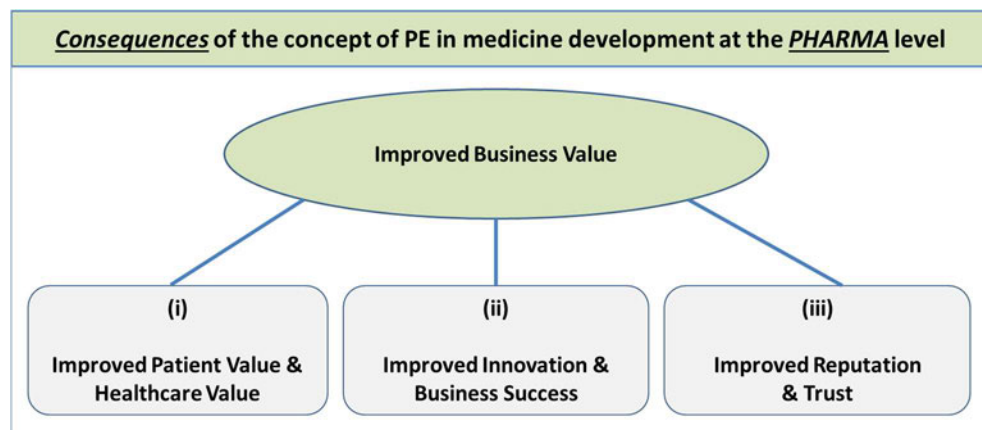 Consequences of the concept of PE in medicine development at the PHARMA level
Improved Business Value
(i)
Improved Patient Value &
Healthcare Value
(ii)
Improved Innovation &
Business Success
(iii)
Improved Reputation
& Trust